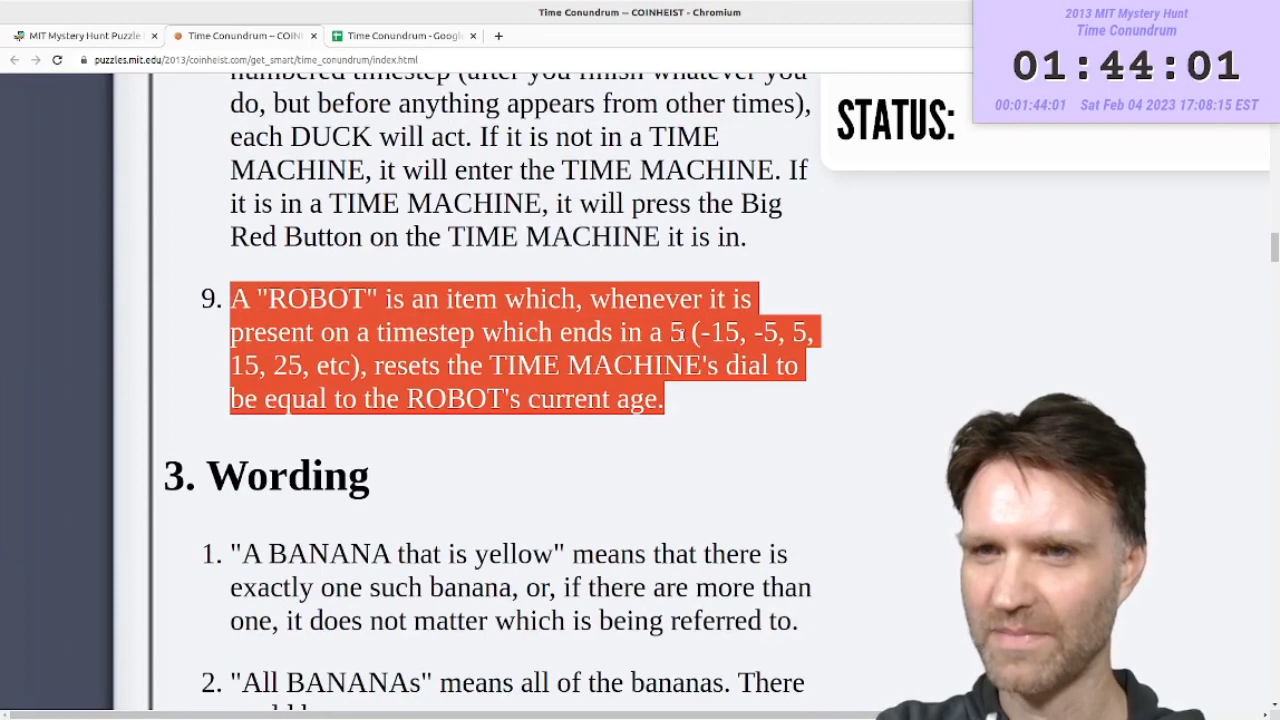 Time Conundrum – COINHEIST - Chromium
MIT Mystery Hunt Puzzle
Time Conundrum – COIN
Time Conundrum - Googl
puzzles.mit.edu/2013/coinheist.com/get_smart/time_conundrum/index.html
2013 MIT Mystery Hunt
Time Conundrum
01:44:01
00:01:44:01 Sat Feb 04 2023 17:08:15 EST
STATUS:
numbered timestep (after you finish whatever you
do, but before anything appears from other times),
each DUCK will act. If it is not in a TIME
MACHINE, it will enter the TIME MACHINE. If
it is in a TIME MACHINE, it will press the Big
Red Button on the TIME MACHINE it is in.
9. A "ROBOT" is an item which, whenever it is
present on a timestep which ends in a 5 (-15, -5, 5,
15, 25, etc), resets the TIME MACHINE's dial to
be equal to the ROBOT's current age.
3. Wording
1. "A BANANA that is yellow" means that there is
exactly one such banana, or, if there are more than
one, it does not matter which is being referred to.
2. "All BANANAs" means all of the bananas. There